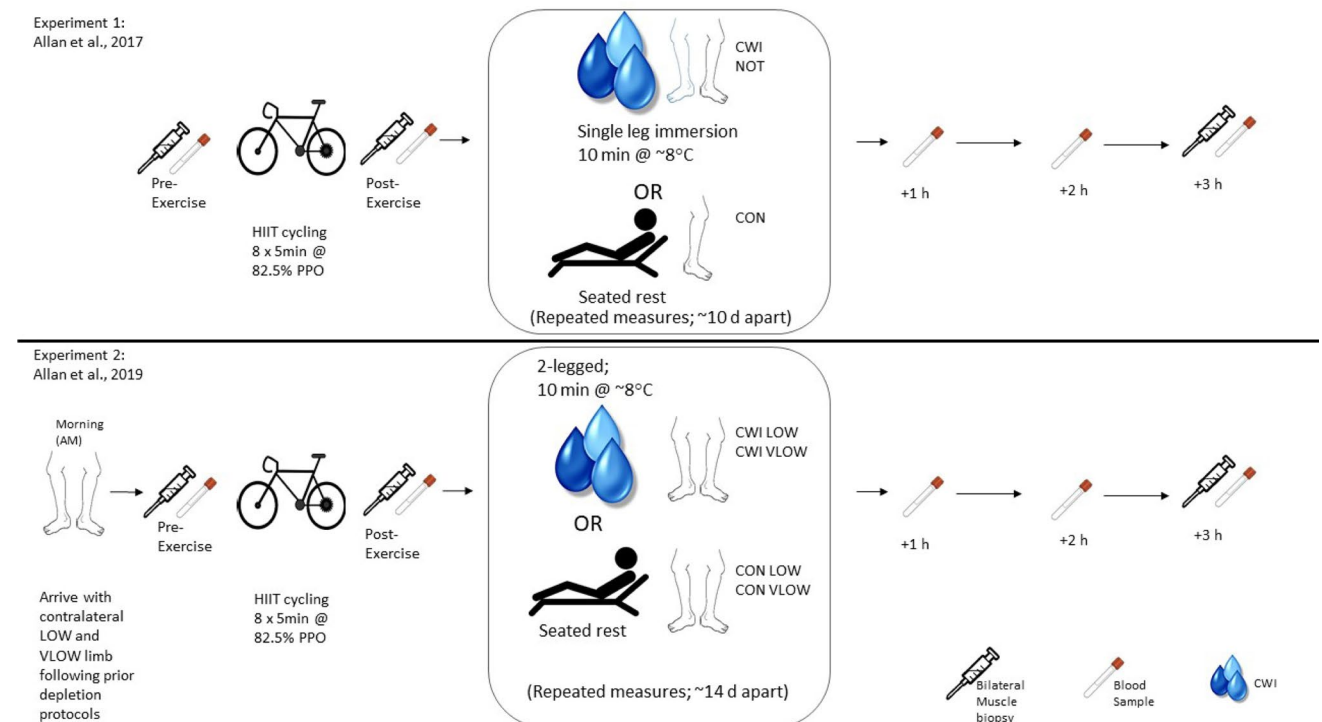 Experiment 1:
Allan et al., 2017
Pre-
Exercise
HIIT cycling
8 x 5min @
82.5% PPO
Post-
Exercise
CWI
NOT
Single leg immersion
10 min @ ~8°C
OR
CON
Seated rest
(Repeated measures; ~10 d apart)
+1 h
+2 h
+3 h
Experiment 2:
Allan et al., 2019
Morning
(AM)
Arrive with
contralateral
LOW and
VLOW limb
following prior
depletion
protocols
Pre-
Exercise
HIIT cycling
8 x 5min @
82.5% PPO
Post-
Exercise
2-legged;
10 min @ ~8°C
CWI LOW
CWI VLOW
OR
CON LOW
CON VLOW
Seated rest
(Repeated measures; ~14 d apart)
+1 h
+2 h
+3 h
Bilateral
Muscle
biopsy
Blood
Sample
CWI